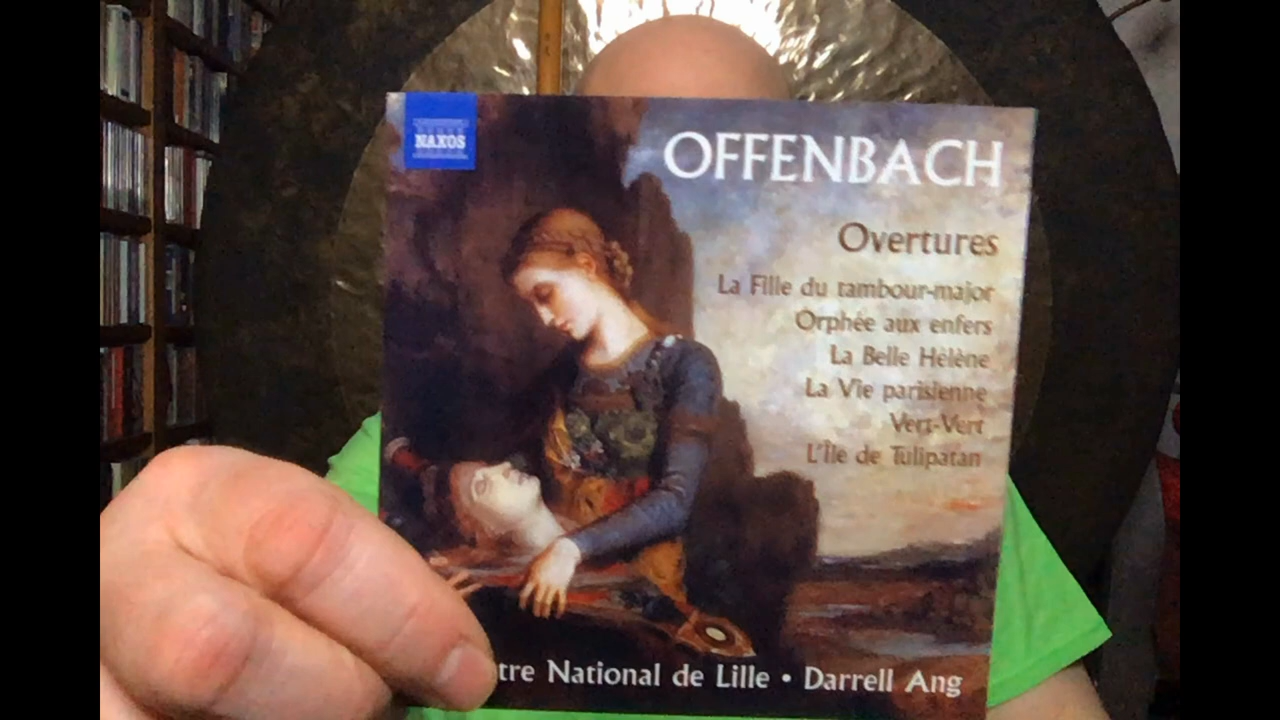 NAXOS
OFFENBACH
Overtures
La Fille du tambour-major
Orphée aux enfers
La Belle Hélène
La Vie parisienne
Vert-Vert
L'Île de Tulipatan
tre National de Lille • Darrell Ang